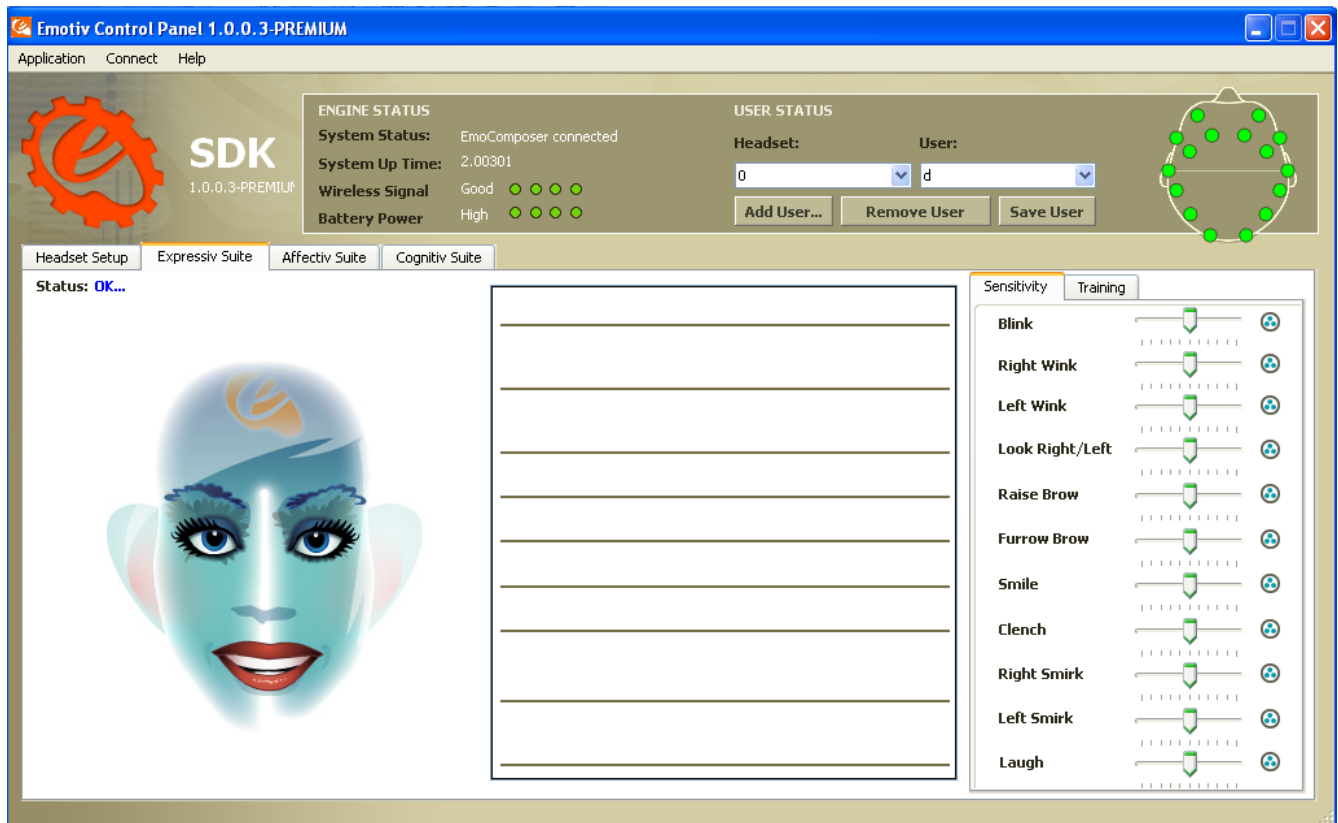 Emotiv Control Panel 1.0.0.3-PREMIUM
Application Connect Help
SDK
1.0.0.3-PREMIUM
ENGINE STATUS
System Status: EmoComposer connected
System Up Time: 2.00301
Wireless Signal Good
Battery Power High
USER STATUS
Headset: User:
0 d
Add User... Remove User Save User
Headset Setup Expressiv Suite Affectiv Suite Cognitiv Suite
Status: OK...
Sensitivity Training
Blink
Right Wink
Left Wink
Look Right/Left
Raise Brow
Furrow Brow
Smile
Clench
Right Smirk
Left Smirk
Laugh